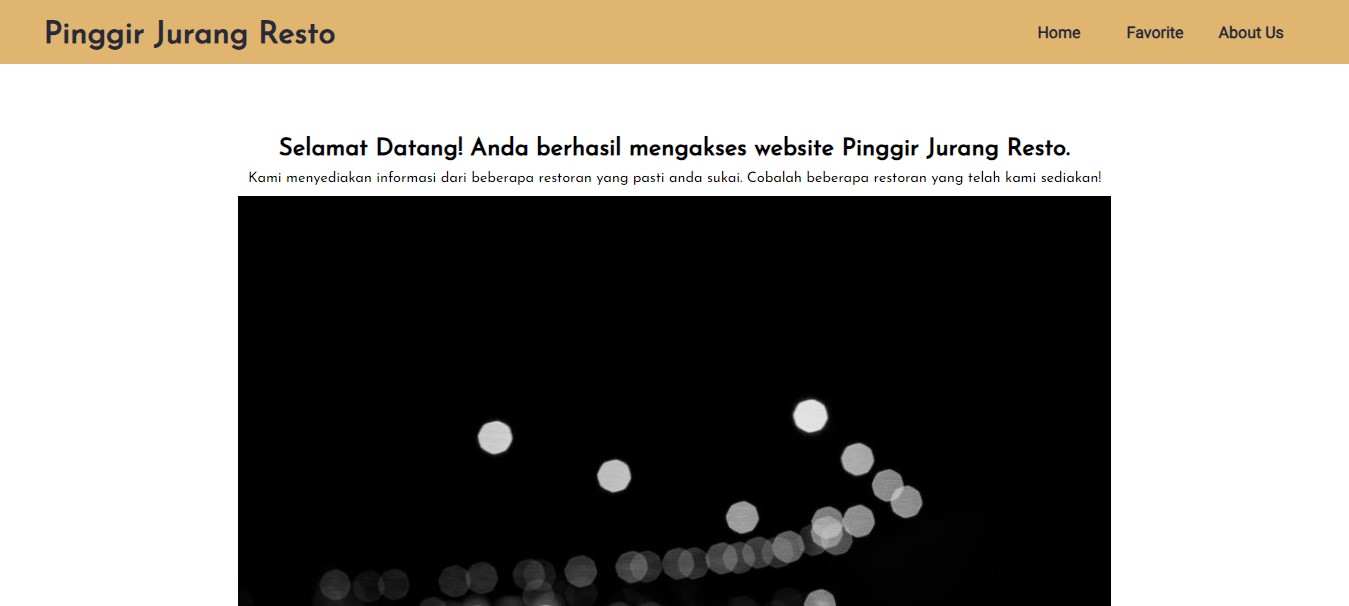 Pinggir Jurang Resto
Home Favorite About Us
Selamat Datang! Anda berhasil mengakses website Pinggir Jurang Resto.
Kami menyediakan informasi dari beberapa restoran yang pasti anda sukai. Cobalah beberapa restoran yang telah kami sediakan!